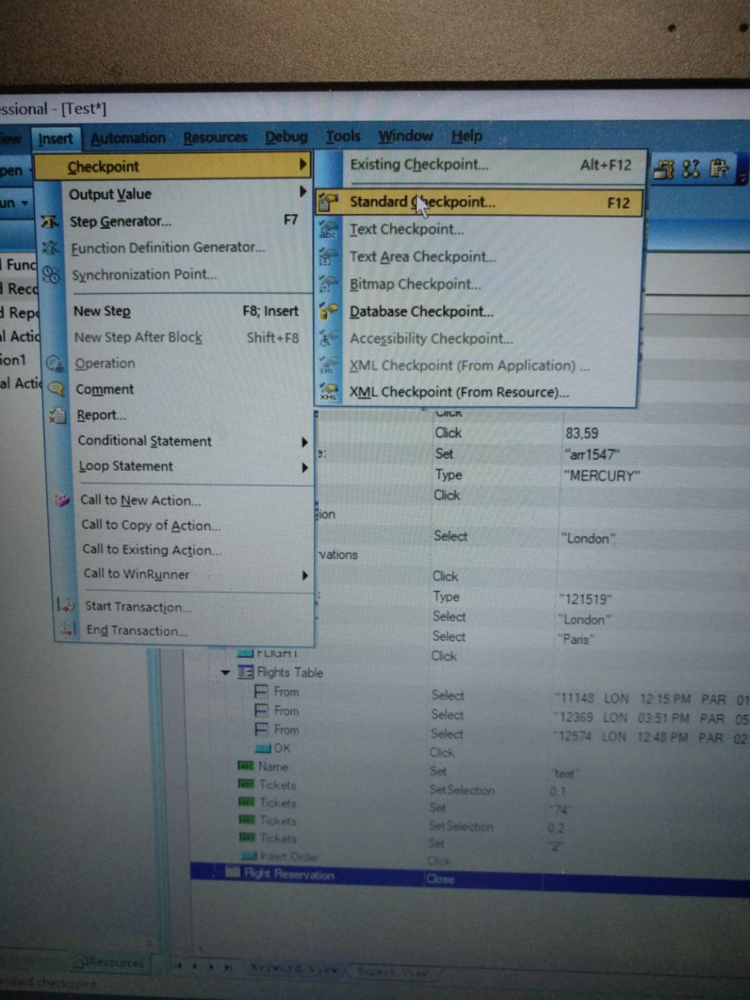 ssional - [Test*]
iew Insert Automation Resources Debug Tools Window Help
pen
un
Checkpoint
Output Value
Step Generator... F7
Function Definition Generator...
Synchronization Point...
New Step F8; Insert
New Step After Block Shift+F8
Operation
Comment
Report...
Conditional Statement
Loop Statement
Call to New Action...
Call to Copy of Action...
Call to Existing Action...
Call to WinRunner
Start Transaction...
End Transaction...
Existing Checkpoint... Alt+F12
Standard Checkpoint... F12
Text Checkpoint...
Text Area Checkpoint...
Bitmap Checkpoint...
Database Checkpoint...
Accessibility Checkpoint...
XML Checkpoint (From Application) ...
XML Checkpoint (From Resource)...
l Func
d Reco
d Repo
al Actio
ion1
al Actio
Click
Click 83,59
e: Set "arr1547"
Type "MERCURY"
Click
ion
Select "London"
vations
Click
Type "121519"
Select "London"
Select "Paris"
FLIGHT Click
Flights Table
From Select "11148 LON 12:15 PM PAR 01
From Select "12369 LON 03:51 PM PAR 05
From Select "12574 LON 12:48 PM PAR 02
OK Click
Name: Set "test"
Tickets: SetSelection 0,1
Tickets: Set "74"
Tickets: SetSelection 0,2
Tickets: Set "2"
Insert Order Click
Flight Reservation Close
Resources
Keyword View Expert View
ndard checkpoint